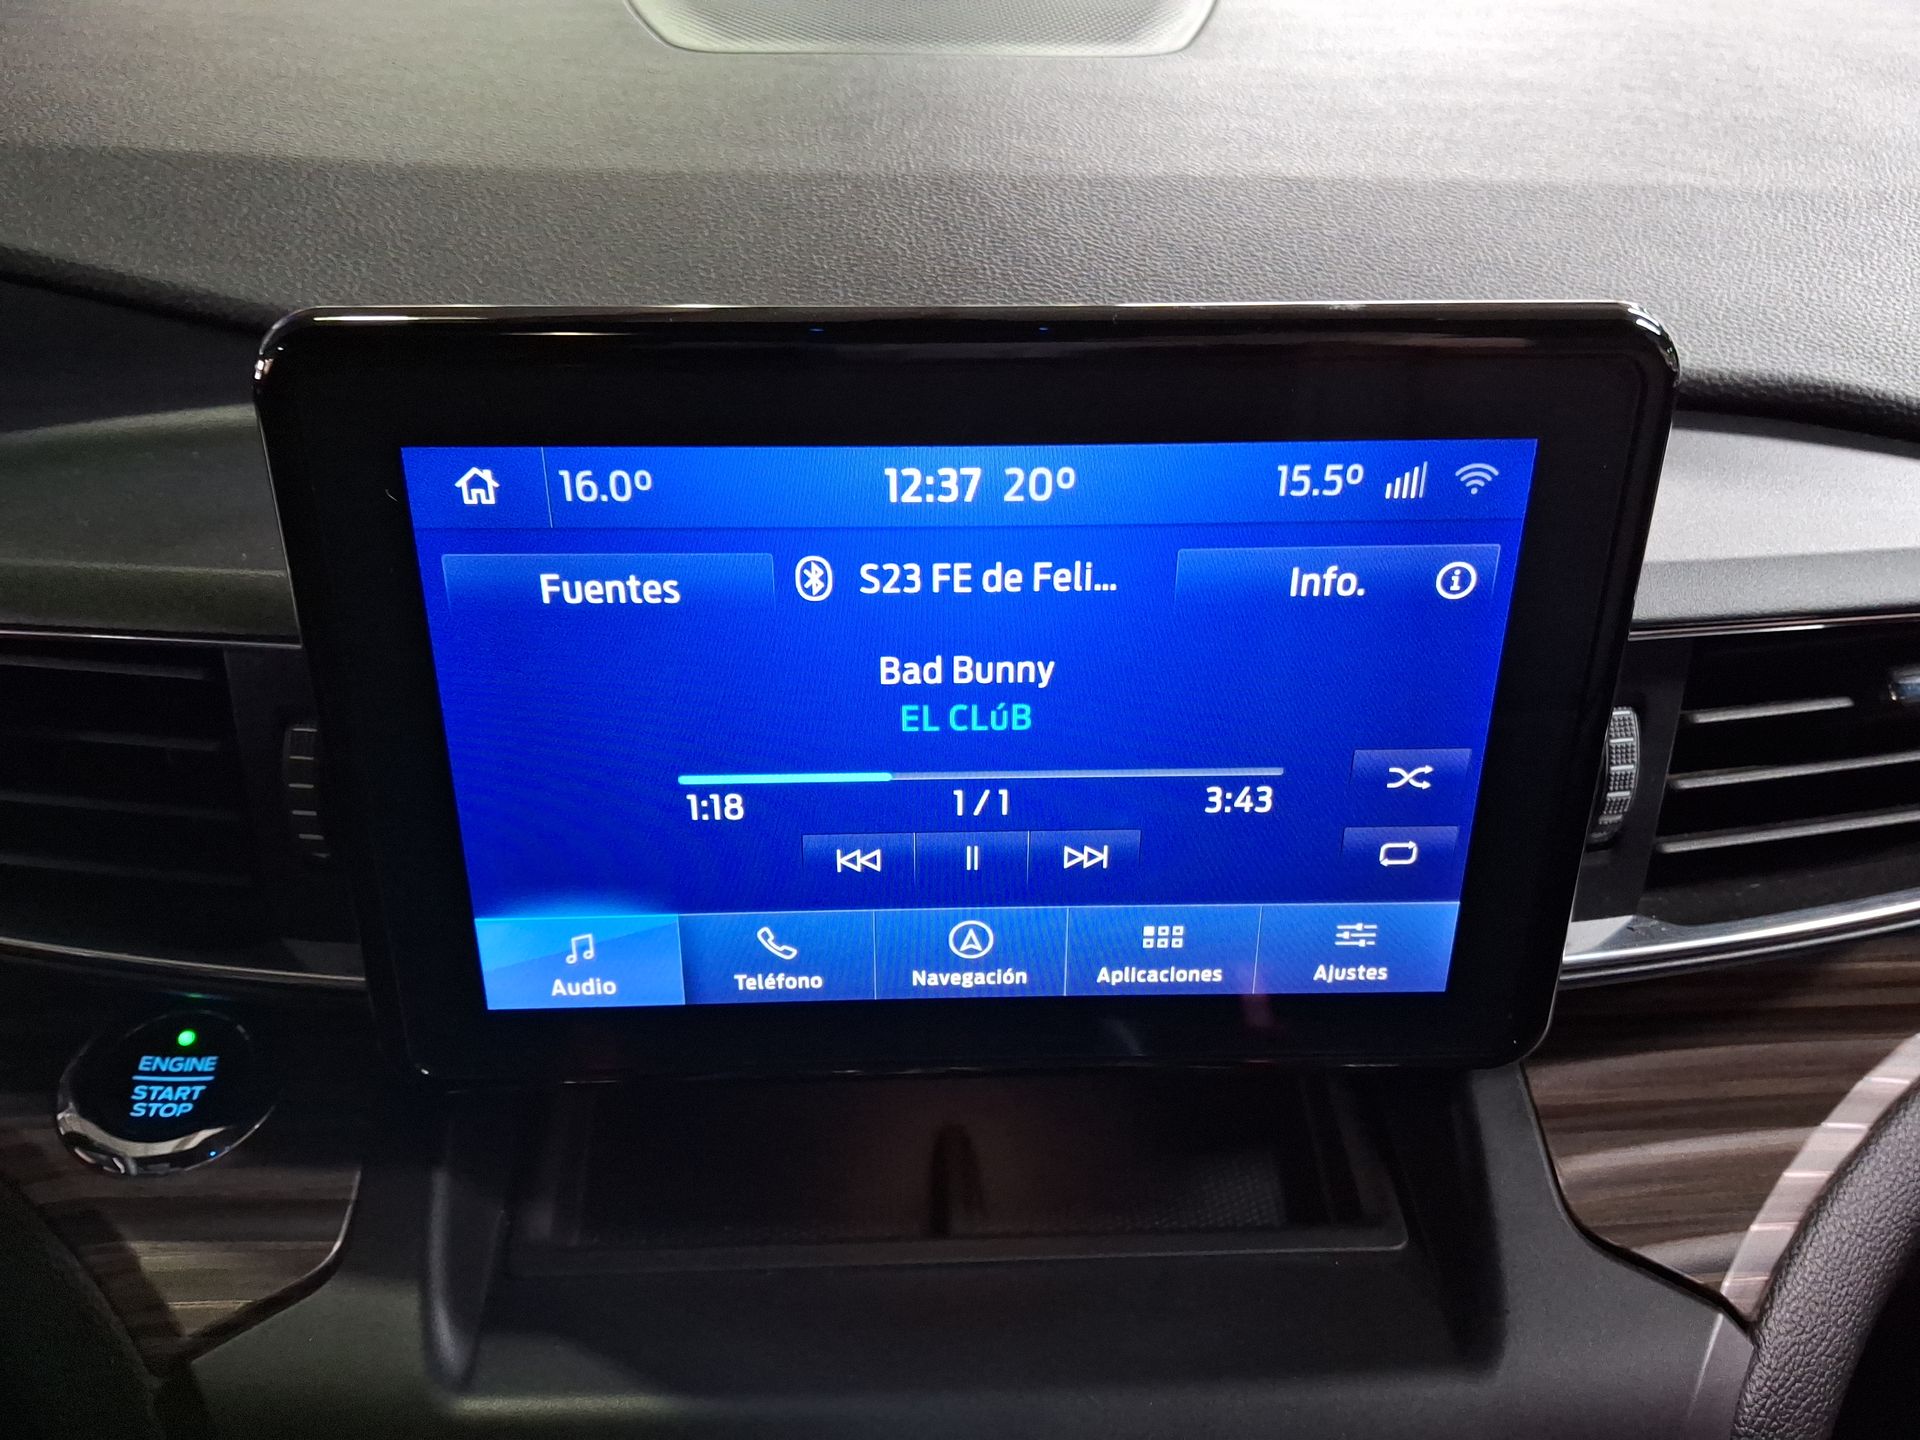 16.0° 12:37 20° 15.5°
Fuentes S23 FE de Feli... Info.
Bad Bunny
EL CLúB
1:18 1/1 3:43
Audio Teléfono Navegación Aplicaciones Ajustes
ENGINE
START
STOP